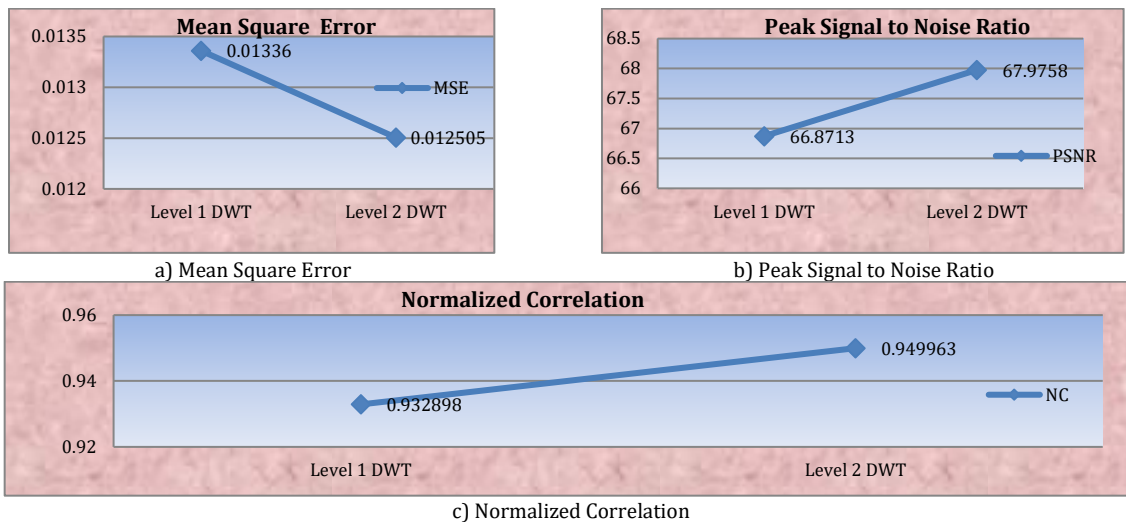 Mean Square Error
0.0135
0.013
0.0125
0.012
0.01336
MSE
0.012505
Level 1 DWT
Level 2 DWT
a) Mean Square Error
Peak Signal to Noise Ratio
68.5
68
67.5
67
66.5
66
67.9758
66.8713
PSNR
Level 1 DWT
Level 2 DWT
b) Peak Signal to Noise Ratio
Normalized Correlation
0.96
0.94
0.92
0.949963
0.932898
NC
Level 1 DWT
Level 2 DWT
c) Normalized Correlation